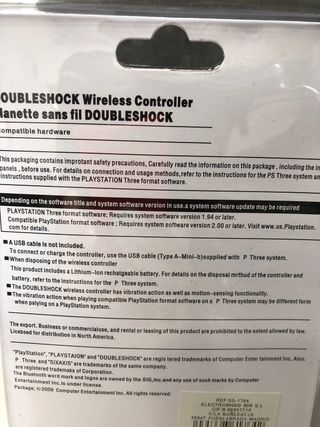 OUBLESHOCK Wireless Controller
lanette sans fil DOUBLESHOCK
compatible hardware
This packaging contains improtant safety precautions, Carefully read the information on this package , including the in
panels , before use. For details on connection and usage methods,refer to the instructions for the PS Three system and
instructions supplied with the PLAYSTATION Three format software.
Depending on the software title and system software version in use.a system software update may be required
PLAYSTATION Three format software; Requires system software version 1.94 or later.
Compatible PlayStation format software ; Requires system software version 2.00 or later. Visit www.us.Playstation.
com for details.
A USB cable is not included.
To connect or charge the controller, use the USB cable (Type A-Mini-b)supplied with P Three system.
When disposing of the wireless controller
This product includes a Lithium-Ion rechatgeable battery. For details on the disposal mrthod of the controller and
battery, refer to the instructions for the P Three system.
The DOUBLESHOCK wireless controller has vibration action as well as motion-sensing functionality.
The vibration action when playing compatible PlayStation format software on a P Three system may be different form
when palying on a PlayStation system.
The export. Business or commercialuse, and rental or leasing of this product are prohibited to the extent allowed by law.
Licebsed for distribution in North America.
"PlayStation", "PLAYSTAION" and "DOUBLESHOCK" are regis tered trademarks of Computer Enter tainment Inc, Also,
P Three" and "SIXAXIS" are trademarks of the same company.
are registered trademark of Corporation.
The Bluetooth word mark and logos are owned by the SIG,Inc.and any use of such marks by Computer
Entertainment Inc.is under license.
Package: © 2009 Computer Entertainment Inc. All rights reserved.
REF:SG-1764
ELECTROSHAO BHI S.L
28947 FUENLABRADA MADRID